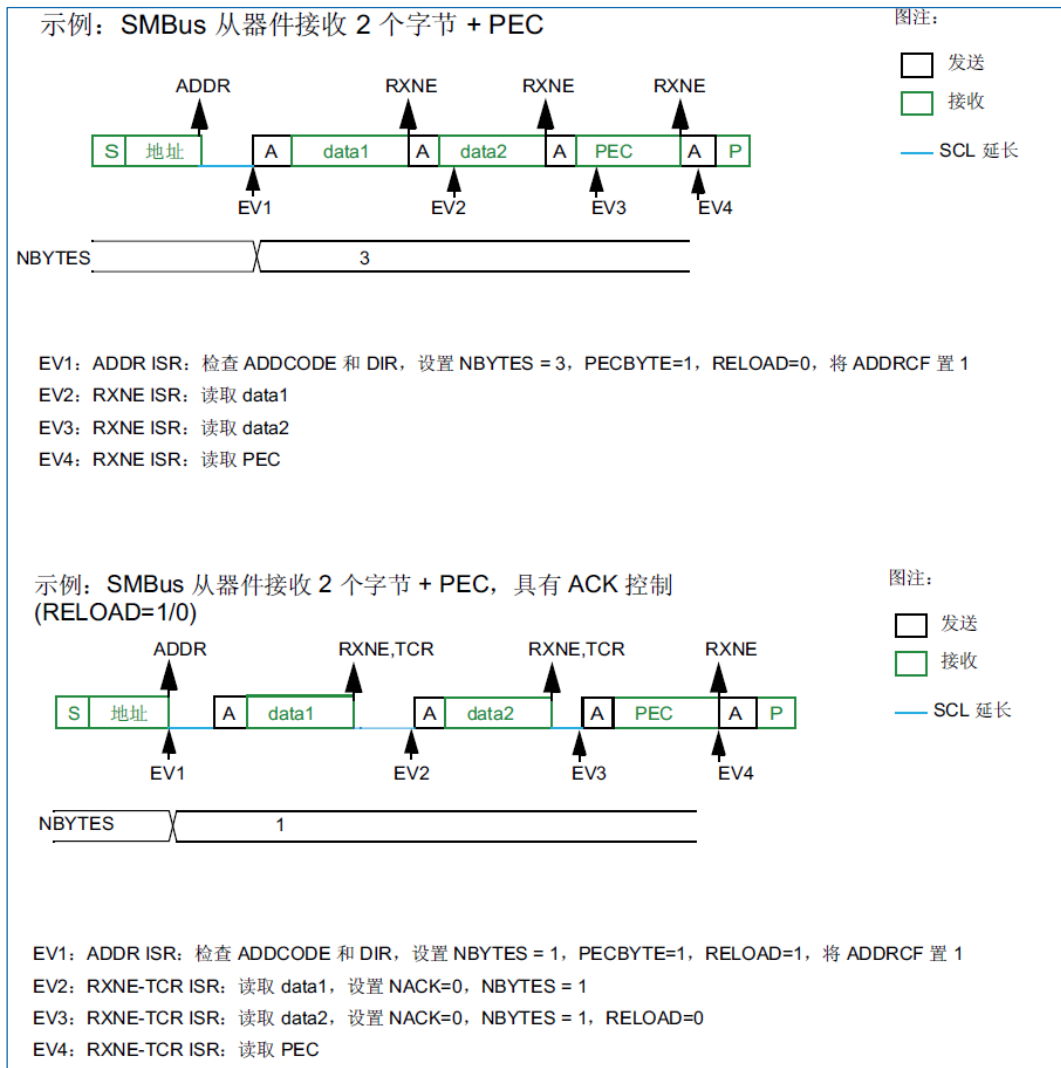 示例：SMBus 从器件接收 2 个字节 + PEC
图注：
发送
接收
SCL 延长
ADDR RXNE RXNE RXNE
S 地址 A data1 A data2 A PEC A P
EV1 EV2 EV3 EV4
NBYTES 3
EV1：ADDR ISR：检查 ADDCODE 和 DIR，设置 NBYTES = 3，PECBYTE=1，RELOAD=0，将 ADDRCF 置 1
EV2：RXNE ISR：读取 data1
EV3：RXNE ISR：读取 data2
EV4：RXNE ISR：读取 PEC
示例：SMBus 从器件接收 2 个字节 + PEC，具有 ACK 控制
(RELOAD=1/0)
图注：
发送
接收
SCL 延长
ADDR RXNE,TCR RXNE,TCR RXNE
S 地址 A data1 A data2 A PEC A P
EV1 EV2 EV3 EV4
NBYTES 1
EV1：ADDR ISR：检查 ADDCODE 和 DIR，设置 NBYTES = 1，PECBYTE=1，RELOAD=1，将 ADDRCF 置 1
EV2：RXNE-TCR ISR：读取 data1，设置 NACK=0，NBYTES = 1
EV3：RXNE-TCR ISR：读取 data2，设置 NACK=0，NBYTES = 1，RELOAD=0
EV4：RXNE-TCR ISR：读取 PEC